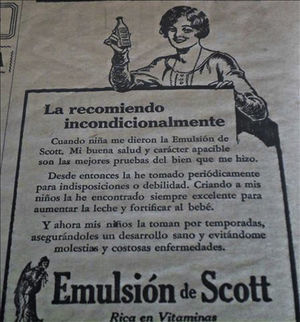 La recomiendo
incondicionalmente
Cuando niña me dieron la Emulsión de
Scott. Mi buena salud y carácter apacible
son las mejores pruebas del bien que me hizo.
Desde entonces la he tomado periódicamente
para indisposiciones o debilidad. Criando a mis
niños la he encontrado siempre excelente para
aumentar la leche y fortificar al bebé.
Y ahora mis niños la toman por temporadas,
asegurándoles un desarrollo sano y evitándome
molestias y costosas enfermedades.
Emulsión de Scott
Rica en Vitaminas